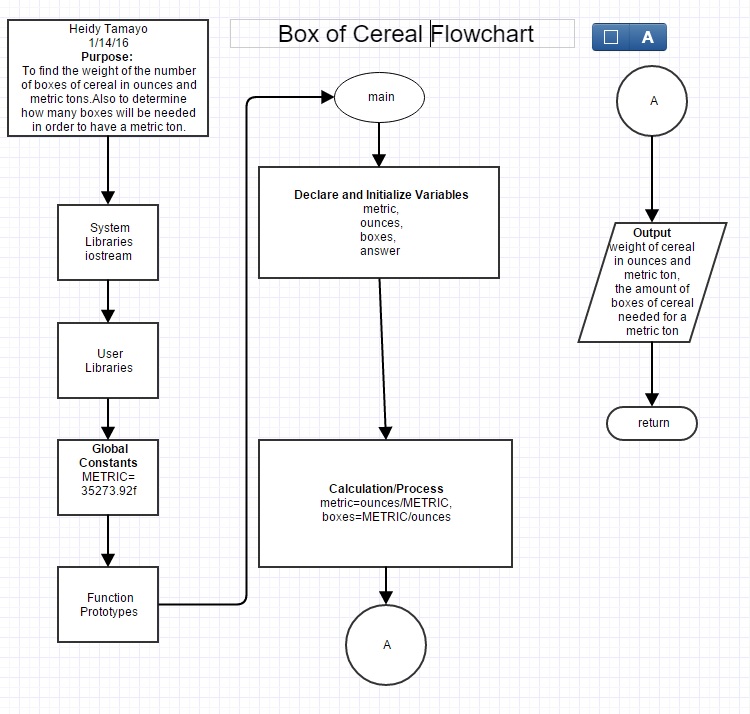 Heidy Tamayo
1/14/16
Purpose:
To find the weight of the number
of boxes of cereal in ounces and
metric tons.Also to determine
how many boxes will be needed
in order to have a metric ton.
System
Libraries
iostream
User
Libraries
Global
Constants
METRIC=
35273.92f
Function
Prototypes
Box of Cereal Flowchart
main
Declare and Initialize Variables
metric,
ounces,
boxes,
answer
Calculation/Process
metric=ounces/METRIC,
boxes=METRIC/ounces
A
A
A
Output
weight of cereal
in ounces and
metric ton,
the amount of
boxes of cereal
needed for a
metric ton
return